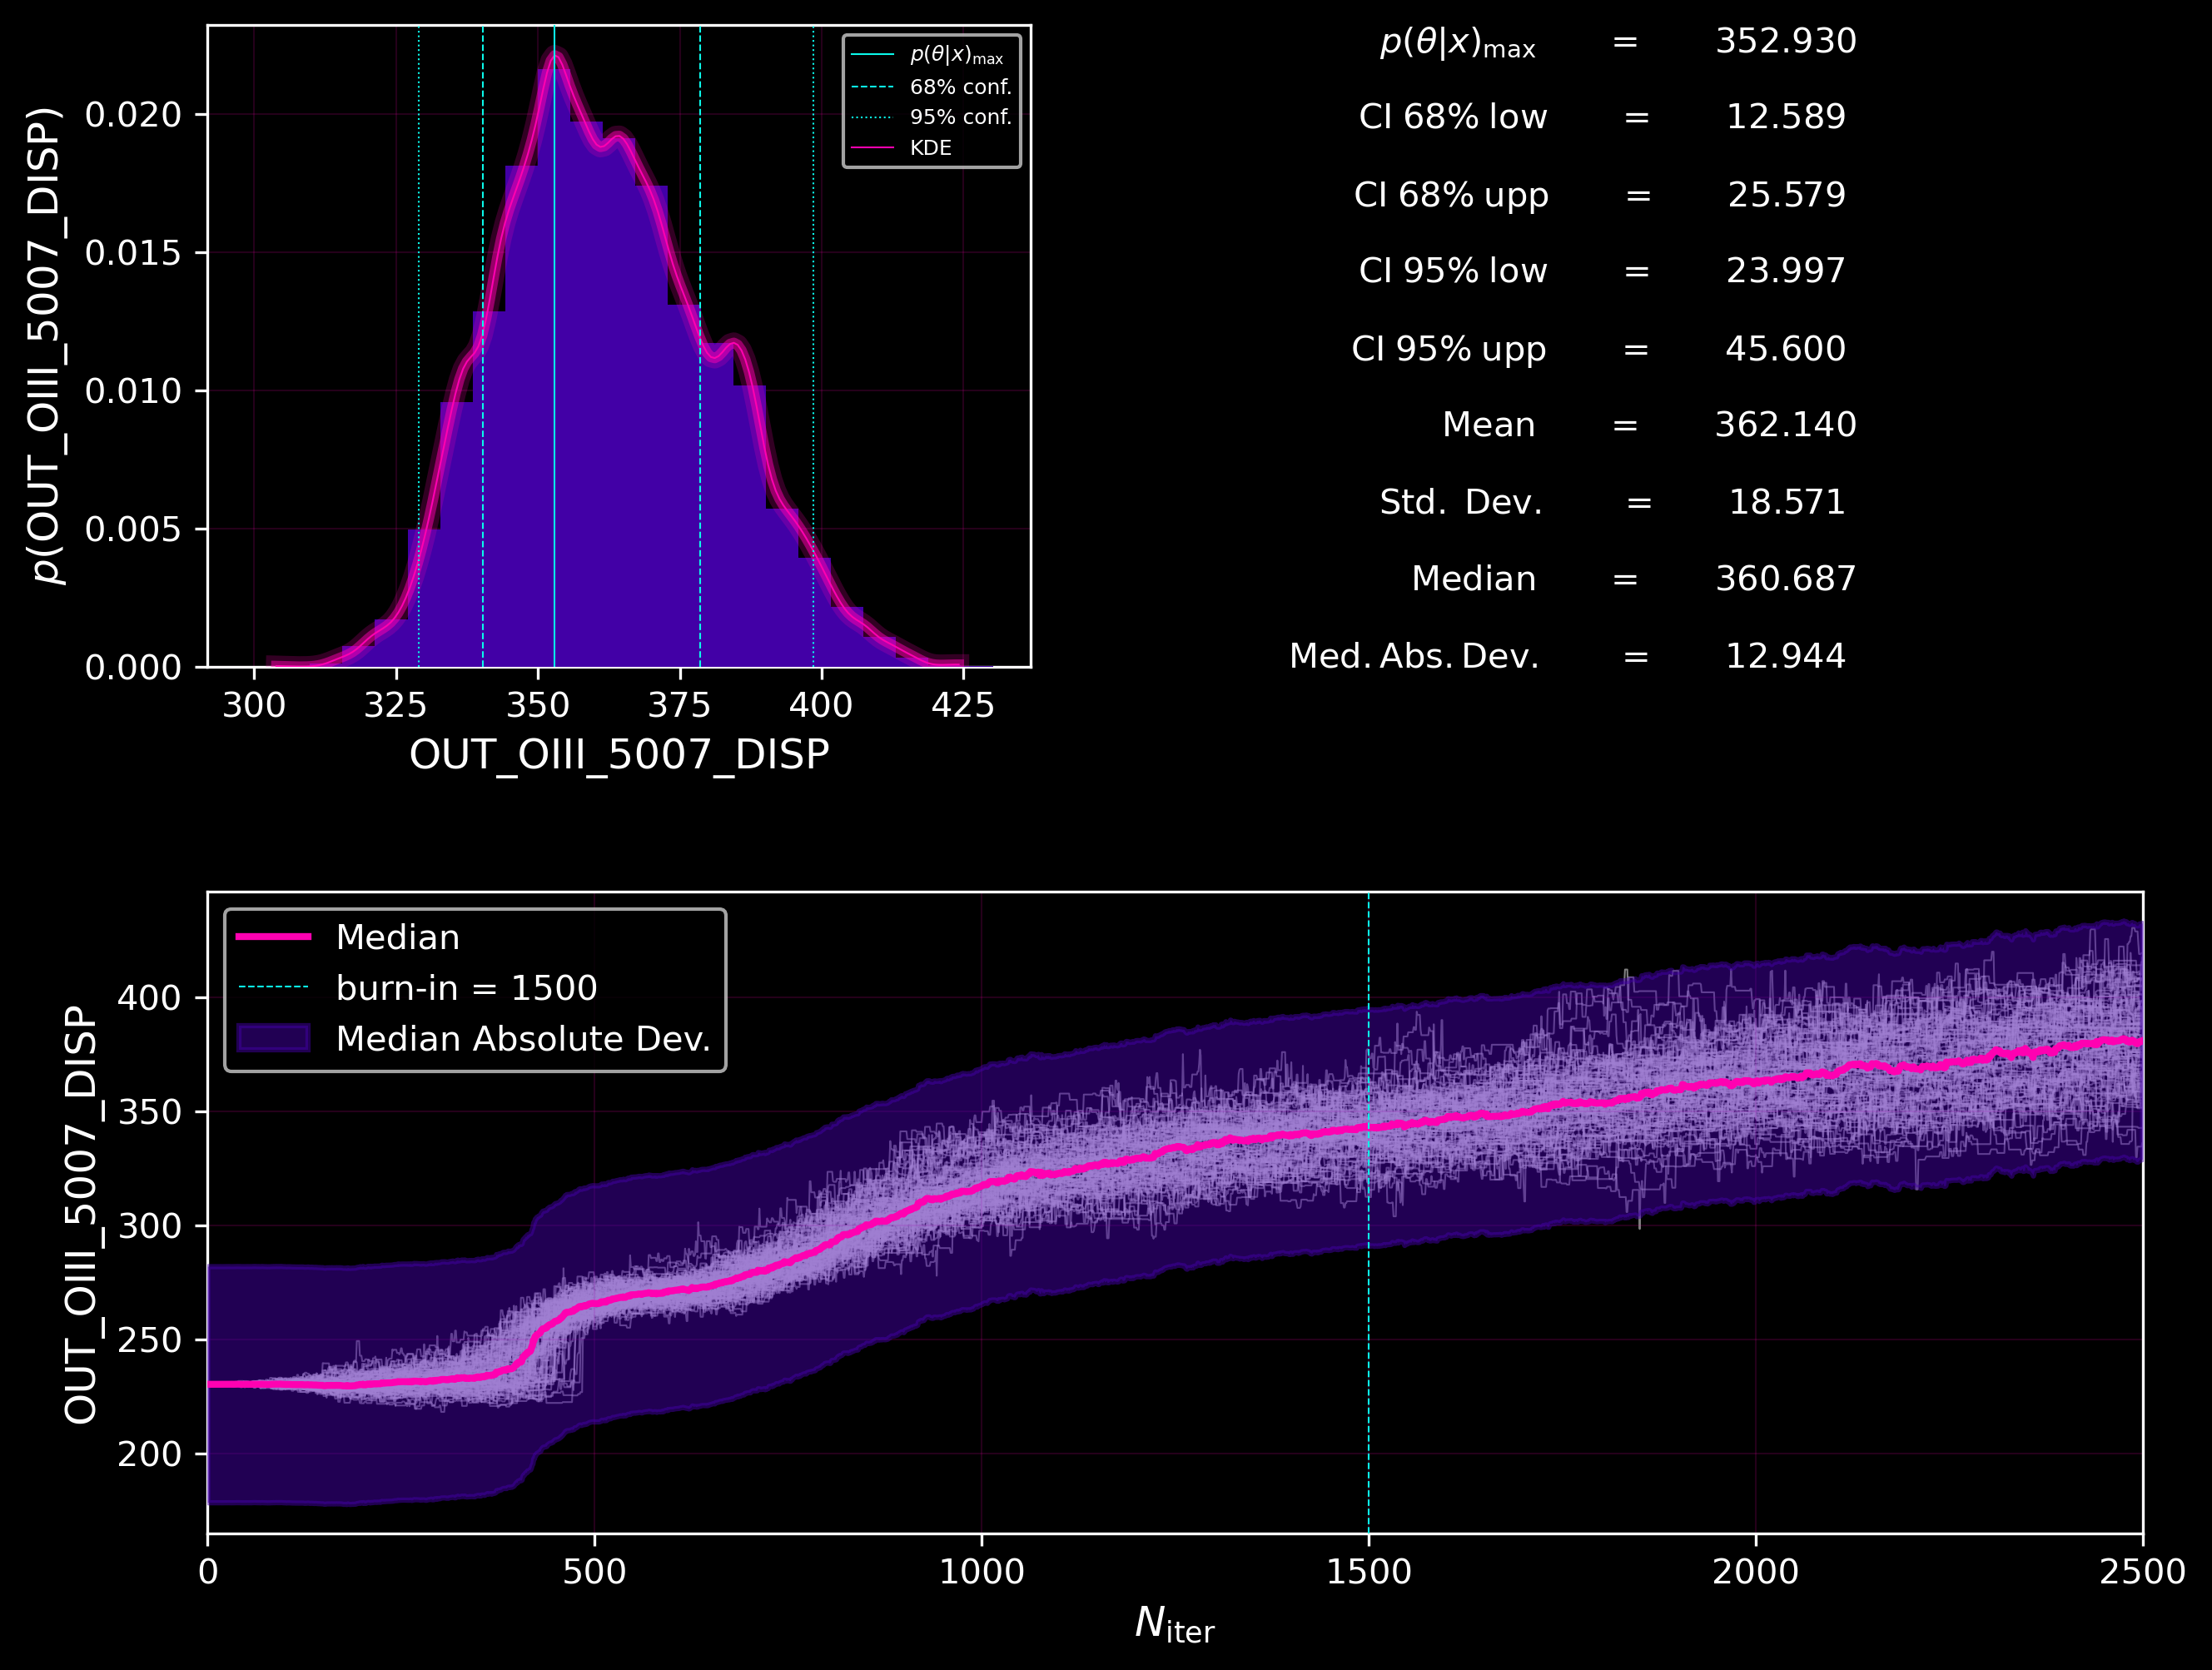 p(OUT_OIII_5007_DISP)
0.020
0.015
0.010
0.005
0.000
300 325 350 375 400 425
OUT_OIII_5007_DISP
p(θ|x)max
68% conf.
95% conf.
KDE
p(θ|x)max = 352.930
CI 68% low = 12.589
CI 68% upp = 25.579
CI 95% low = 23.997
CI 95% upp = 45.600
Mean = 362.140
Std. Dev. = 18.571
Median = 360.687
Med. Abs. Dev. = 12.944
OUT_OIII_5007_DISP
400
350
300
250
200
Median
burn-in = 1500
Median Absolute Dev.
0 500 1000 1500 2000 2500
Niter